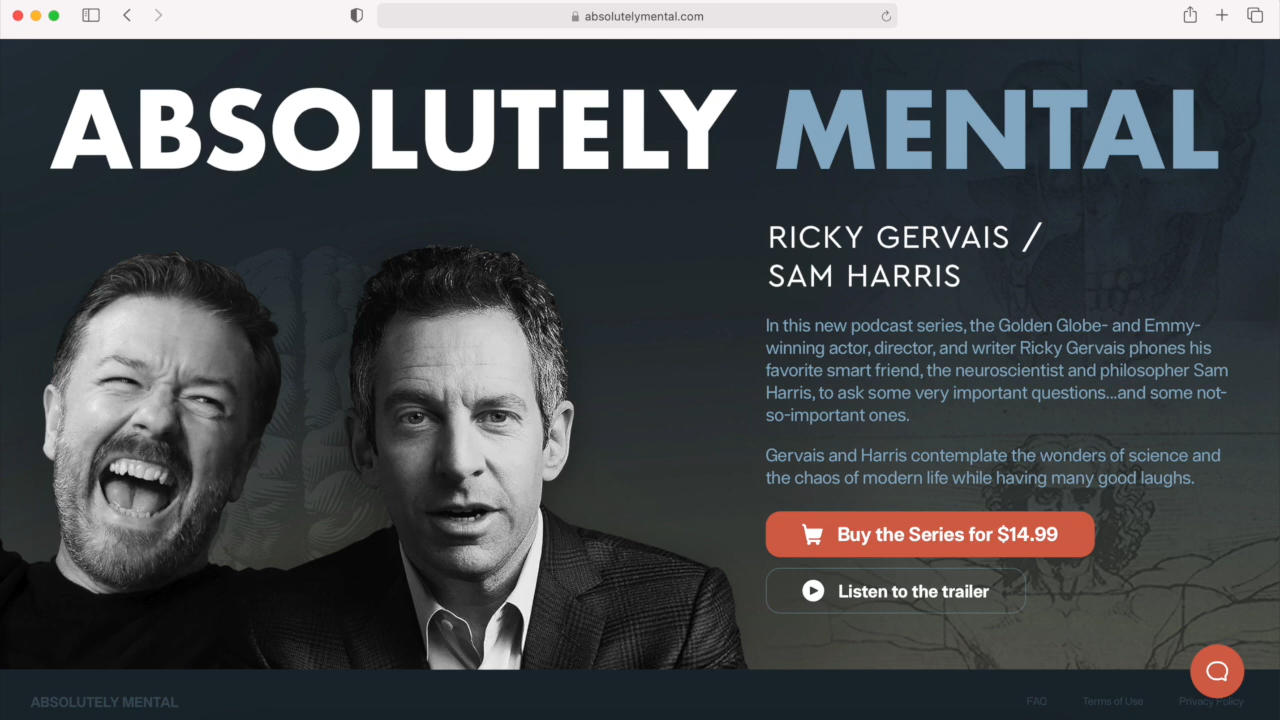 absolutelymental.com
ABSOLUTELY MENTAL
RICKY GERVAIS /
SAM HARRIS
In this new podcast series, the Golden Globe- and Emmy-
winning actor, director, and writer Ricky Gervais phones his
favorite smart friend, the neuroscientist and philosopher Sam
Harris, to ask some very important questions...and some not-
so-important ones.
Gervais and Harris contemplate the wonders of science and
the chaos of modern life while having many good laughs.
Buy the Series for $14.99
Listen to the trailer
ABSOLUTELY MENTAL
FAQ Terms of Use Privacy Policy